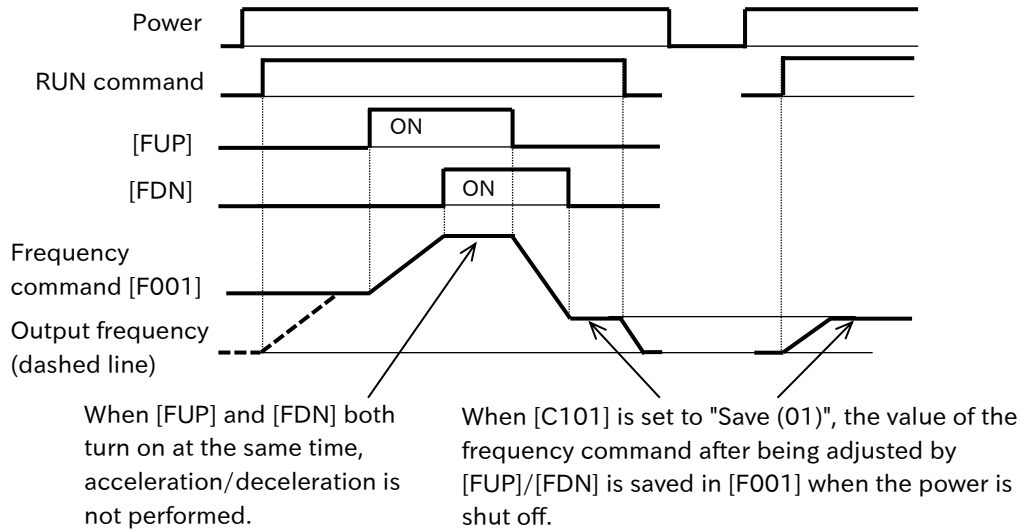 Power
RUN command
[FUP]
ON
[FDN]
ON
Frequency
command [F001]
Output frequency
(dashed line)
When [FUP] and [FDN] both
turn on at the same time,
acceleration/deceleration is
not performed.
When [C101] is set to "Save (01)", the value of the
frequency command after being adjusted by
[FUP]/[FDN] is saved in [F001] when the power is
shut off.